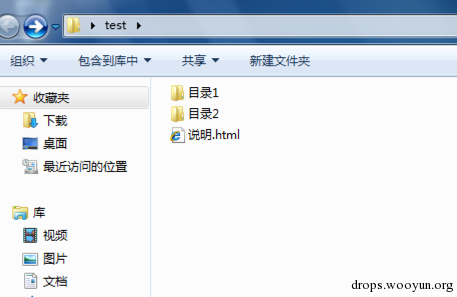 test
组织 包含到库中 共享 新建文件夹
收藏夹
下载
桌面
最近访问的位置
库
视频
图片
文档
目录1
目录2
说明.html
drops.wooyun.org